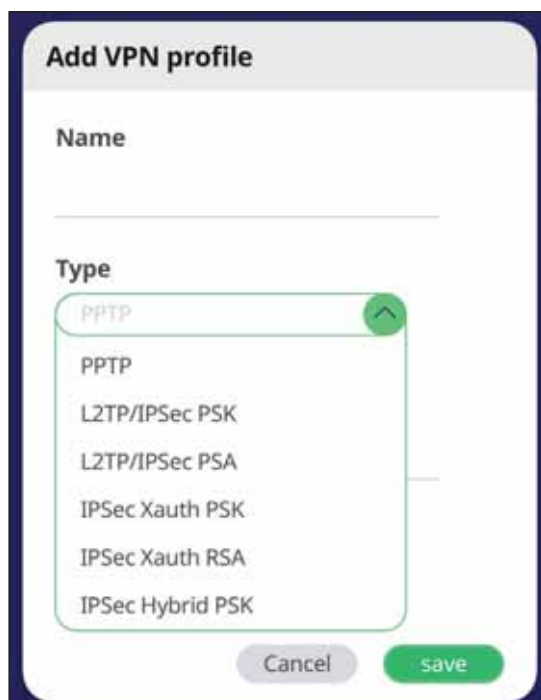 Add VPN profile
Name
Type
PPTP
PPTP
L2TP/IPSec PSK
L2TP/IPSec PSA
IPSec Xauth PSK
IPSec Xauth RSA
IPSec Hybrid PSK
Cancel save